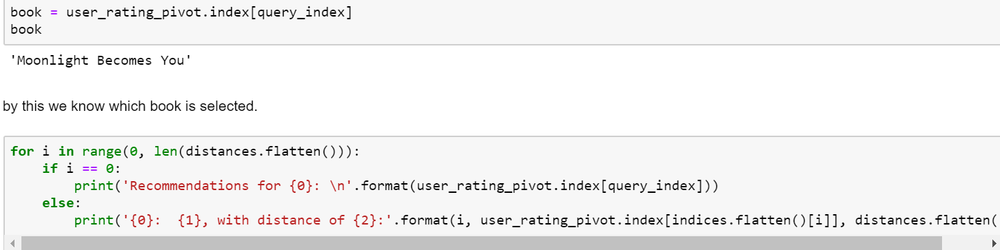 book = user_rating_pivot.index[query_index]
book
'Moonlight Becomes You'
by this we know which book is selected.
for i in range(0, len(distances.flatten())):
    if i == 0:
        print('Recommendations for {0}: \n'.format(user_rating_pivot.index[query_index]))
    else:
        print('{0}:  {1}, with distance of {2}:'.format(i, user_rating_pivot.index[indices.flatten()[i]], distances.flatten(